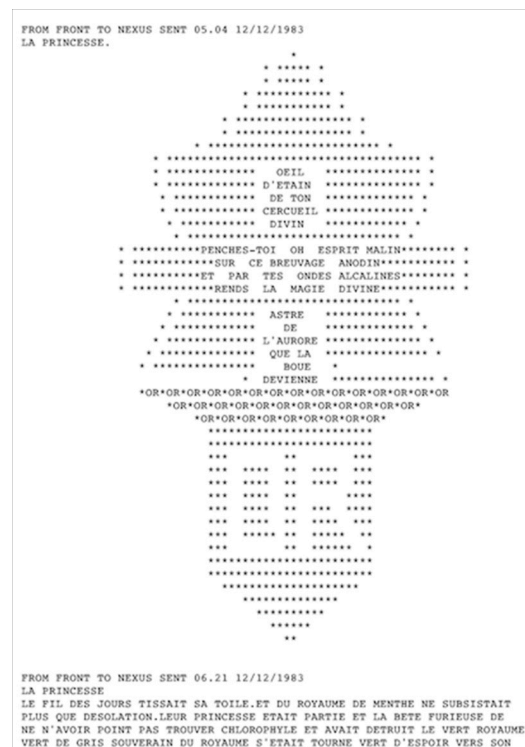 FROM FRONT TO NEXUS SENT 05.04 12/12/1983
LA PRINCESSE.
OEIL
D'ETAIN
DE TON
CERCUEIL
DIVIN
PENCHES-TOI OH ESPRIT MALIN
SUR CE BREUVAGE ANODIN
ET PAR TES ONDES ALCALINES
RENDS LA MAGIE DIVINE
ASTRE
DE
L'AURORE
QUE LA
BOUE
DEVIENNE
*OR*OR*OR*OR*OR*OR*OR*OR*OR*OR*OR*OR*OR*OR*OR
*OR*OR*OR*OR*OR*OR*OR*OR*OR*OR*OR*OR*
*OR*OR*OR*OR*OR*OR*OR*OR*OR*
FROM FRONT TO NEXUS SENT 06.21 12/12/1983
LA PRINCESSE
LE FIL DES JOURS TISSAIT SA TOILE.ET DU ROYAUME DE MENTHE NE SUBSISTAIT
PLUS QUE DESOLATION.LEUR PRINCESSE ETAIT PARTIE ET LA BETE FURIEUSE DE
NE N'AVOIR POINT PAS TROUVER CHLOROPHYLE ET AVAIT DETRUIT LE VERT ROYAUME
VERT DE GRIS SOUVERAIN DU ROYAUME S'ETAIT TOURNE VERT D'ESPOIR VERS SON